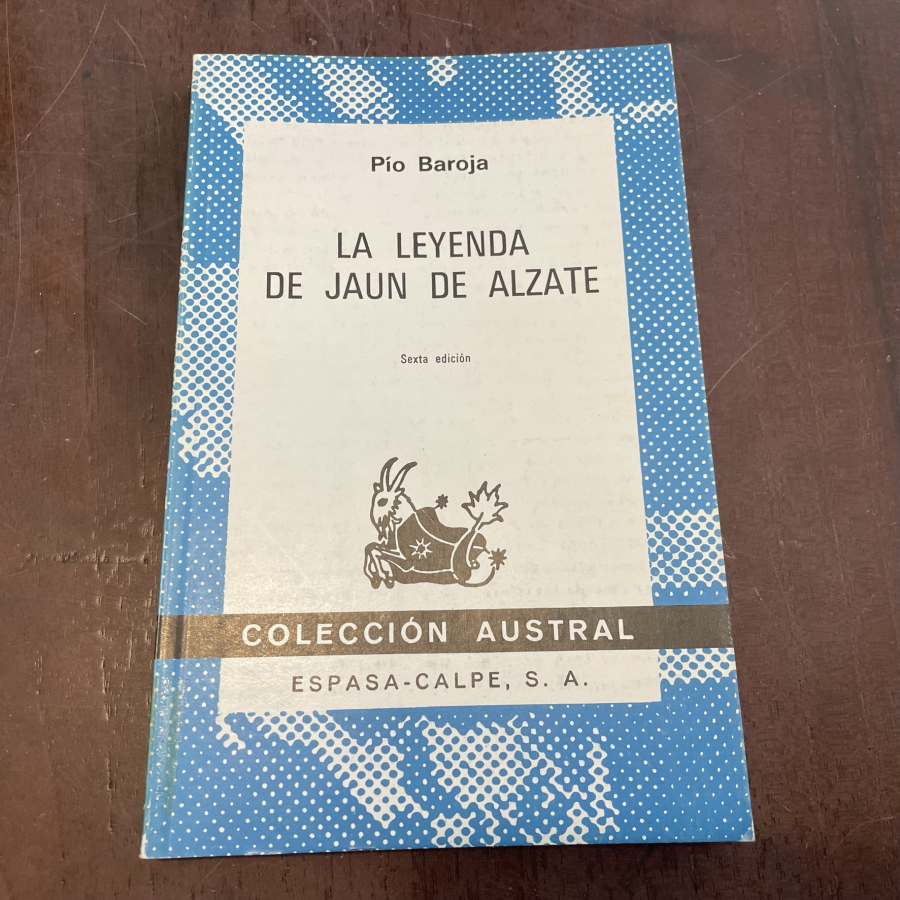 Pío Baroja
LA LEYENDA
DE JAUN DE ALZATE
Sexta edición
COLECCIÓN AUSTRAL
ESPASA-CALPE, S. A.